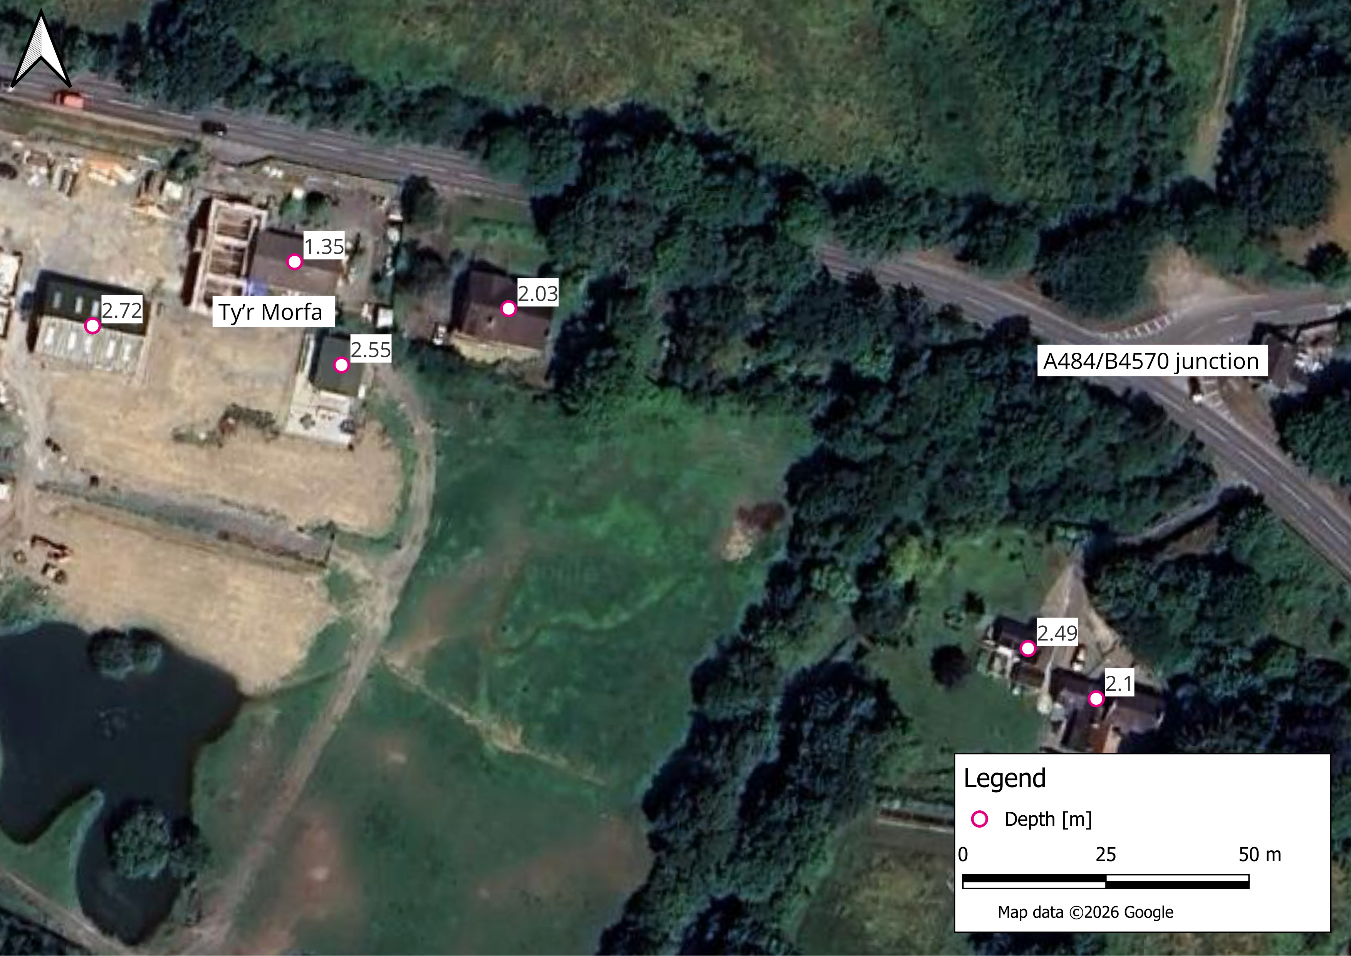 1.35
2.03
2.72
Ty’r Morfa
2.55
A484/B4570 junction
2.49
2.1
Legend
Depth [m]
0 25 50 m
Map data ©2026 Google